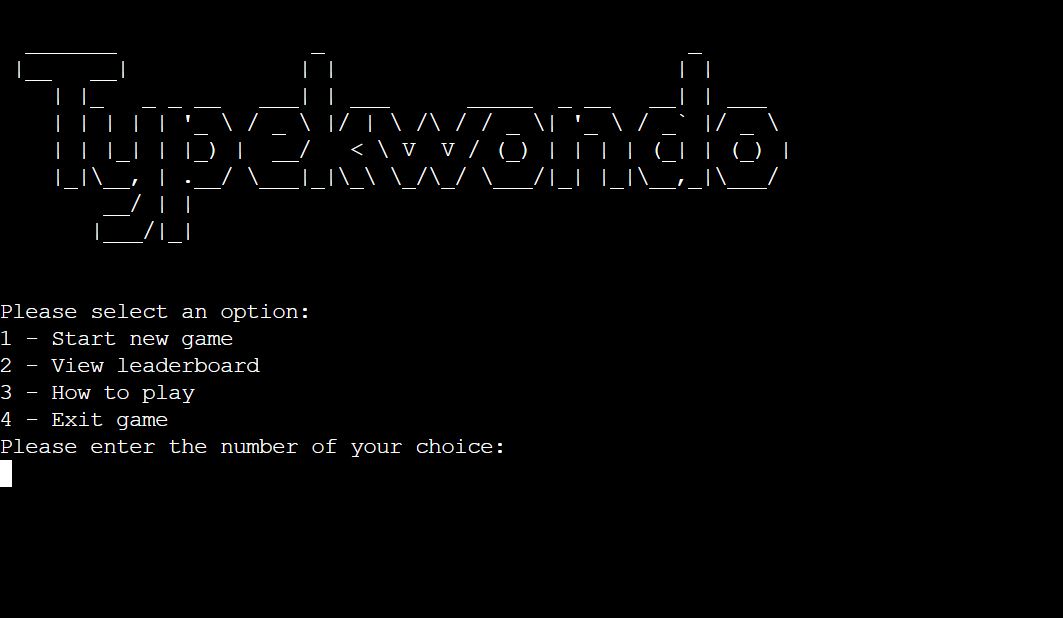 Typekwondo
Please select an option:
1 - Start new game
2 - View leaderboard
3 - How to play
4 - Exit game
Please enter the number of your choice: